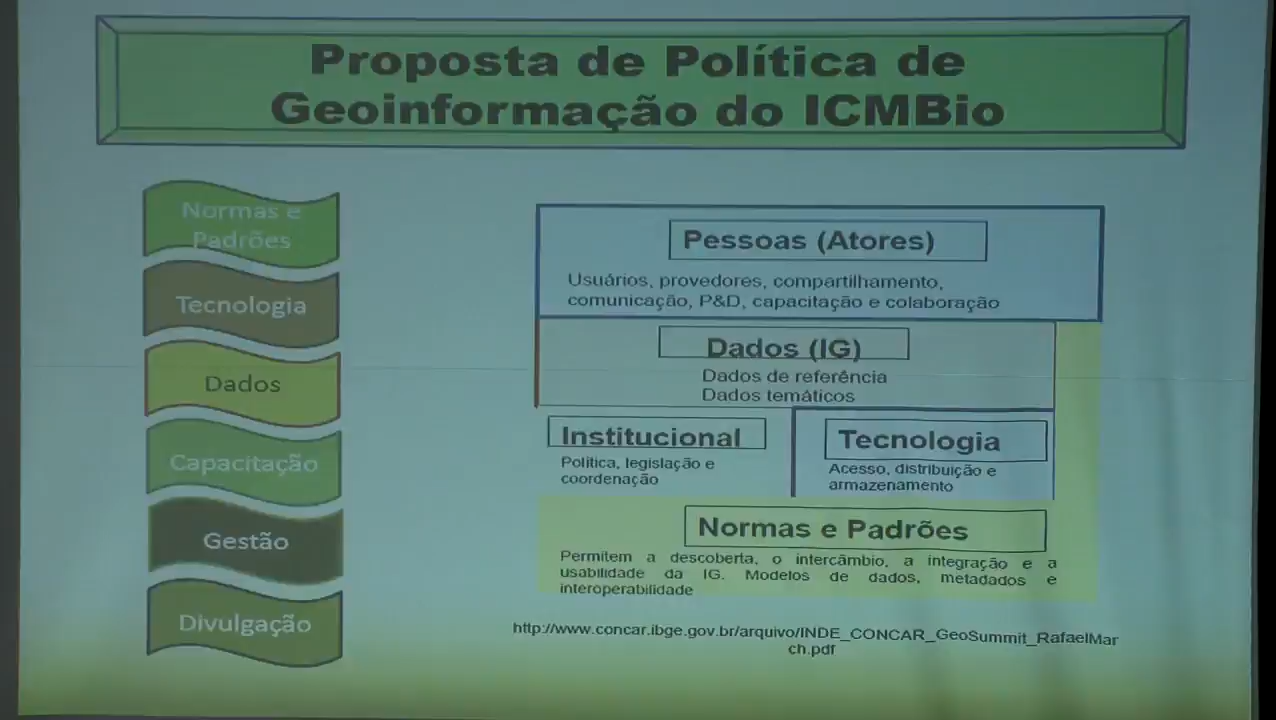 Proposta de Política de
Geoinformação do ICMBio
Normas e
Padrões
Tecnologia
Dados
Capacitação
Gestão
Divulgação
Pessoas (Atores)
Usuários, provedores, compartilhamento,
comunicação, P&D, capacitação e colaboração
Dados (IG)
Dados de referência
Dados temáticos
Institucional
Política, legislação e
coordenação
Tecnologia
Acesso, distribuição e
armazenamento
Normas e Padrões
Permitem a descoberta, o intercâmbio, a integração e a
usabilidade da IG. Modelos de dados, metadados e
interoperabilidade
http://www.concar.ibge.gov.br/arquivo/INDE_CONCAR_GeoSummit_RafaelMar
ch.pdf